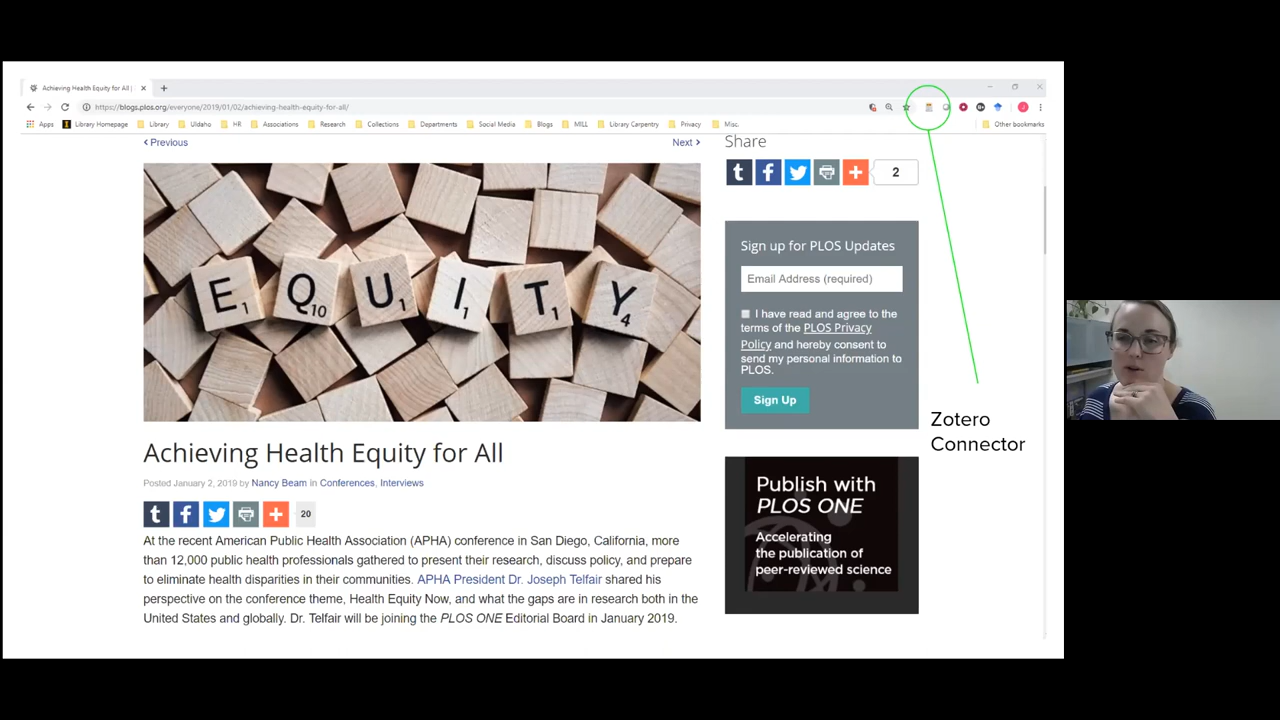 Achieving Health Equity for All |
https://blogs.plos.org/everyone/2019/01/02/achieving-health-equity-for-all/
Apps Library Homepage Library UIdaho HR Associations Research Collections Departments Social Media Blogs MILL Library Carpentry Privacy Misc. Other bookmarks
Previous Next
Share
2
EQUITY
1 10 1 1 1 4
Sign up for PLOS Updates
Email Address (required)
I have read and agree to the
terms of the PLOS Privacy
Policy and hereby consent to
send my personal information to
PLOS.
Sign Up
Zotero
Connector
Achieving Health Equity for All
Posted January 2, 2019 by Nancy Beam in Conferences, Interviews
20
At the recent American Public Health Association (APHA) conference in San Diego, California, more
than 12,000 public health professionals gathered to present their research, discuss policy, and prepare
to eliminate health disparities in their communities. APHA President Dr. Joseph Telfair shared his
perspective on the conference theme, Health Equity Now, and what the gaps are in research both in the
United States and globally. Dr. Telfair will be joining the PLOS ONE Editorial Board in January 2019.
Publish with
PLOS ONE
Accelerating
the publication of
peer-reviewed science